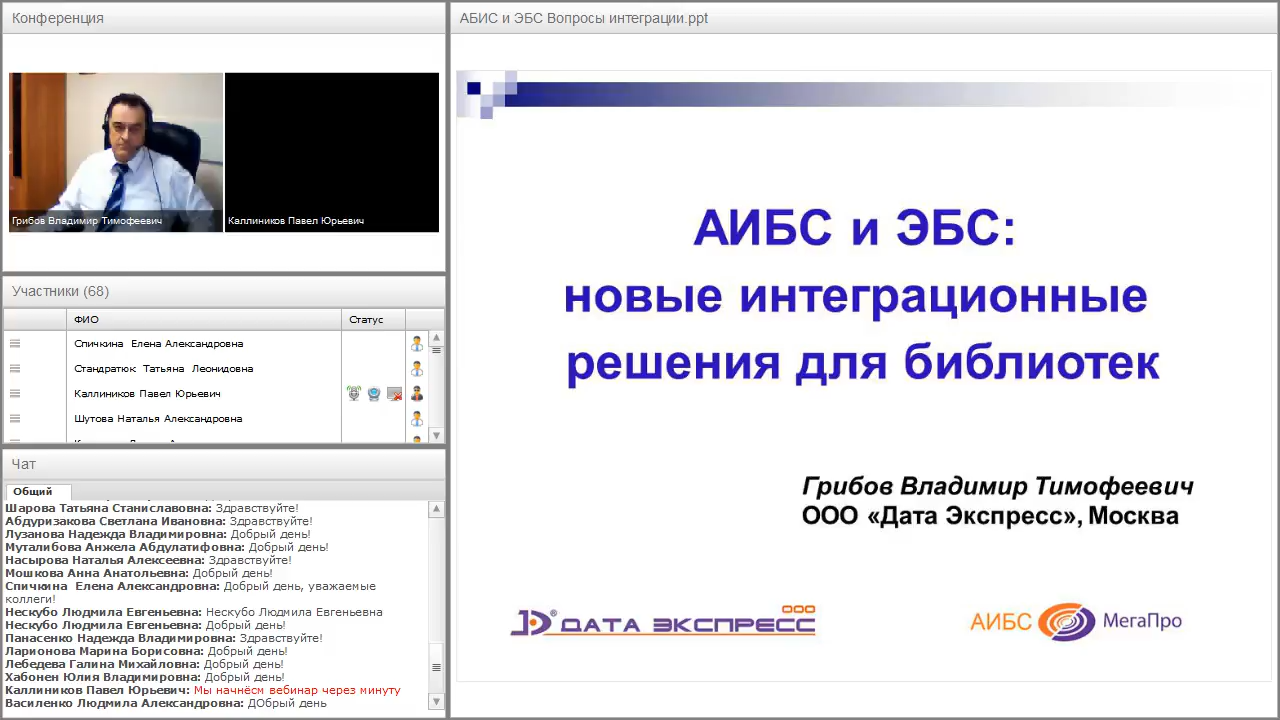 Конференция
Грибов Владимир Тимофеевич
Каллиников Павел Юрьевич
Участники (68)
ФИО
Статус
Спичкина Елена Александровна
Стандратюк Татьяна Леонидовна
Каллиников Павел Юрьевич
Шутова Наталья Александровна
Чат
Общий
Шарова Татьяна Станиславовна: Здравствуйте!
Абдуризакова Светлана Ивановна: Здравствуйте!
Лузанова Надежда Владимировна: Добрый день!
Муталибова Анжела Абдулатифовна: Добрый день!
Насырова Наталья Алексеевна: Здравствуйте!
Мошкова Анна Анатольевна: Добрый день!
Спичкина Елена Александровна: Добрый день, уважаемые
коллеги!
Нескубо Людмила Евгеньевна: Нескубо Людмила Евгеньевна
Нескубо Людмила Евгеньевна: Добрый день!
Панасенко Надежда Владимировна: Здравствуйте!
Ларионова Марина Борисовна: Добрый день!
Лебедева Галина Михайловна: Добрый день!
Хабонен Юлия Владимировна: Добрый день!
Каллиников Павел Юрьевич: Мы начнём вебинар через минуту
Василенко Людмила Александровна: ДОбрый день
АБИС и ЭБС Вопросы интеграции.ppt
АИБС и ЭБС:
новые интеграционные
решения для библиотек
Грибов Владимир Тимофеевич
ООО «Дата Экспресс», Москва
ООО
® ДАТА ЭКСПРЕСС
АИБС МегаПро